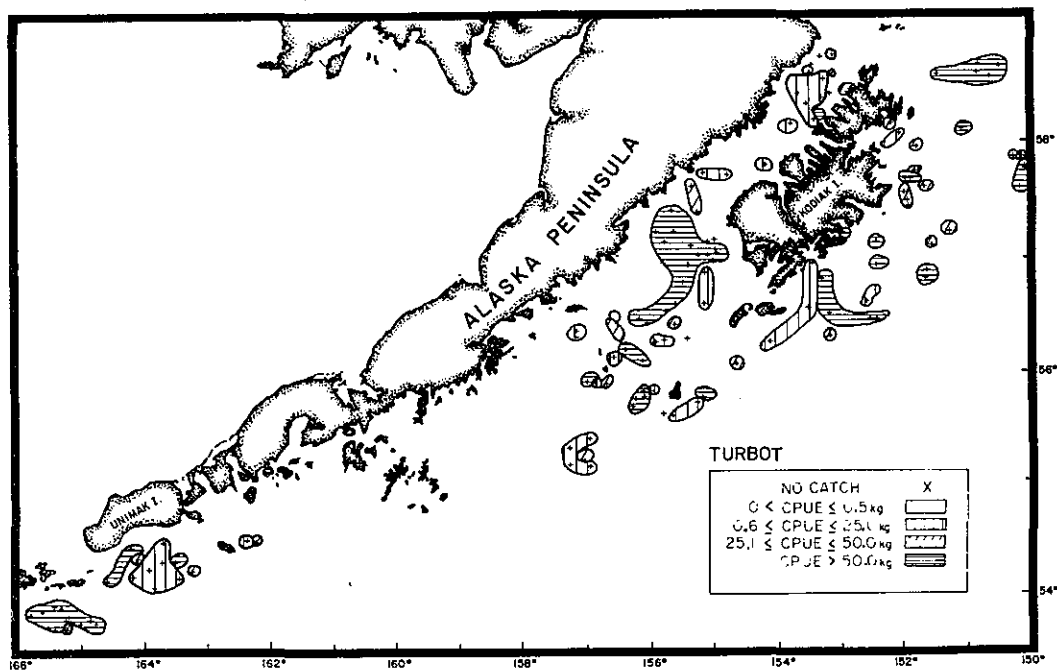 ALASKA PENINSULA
KODIAK I.
UNIMAK I.
58°
56°
54°
TURBOT
NO CATCH X
0 < CPUE ≤ 0.5 kg
0.6 ≤ CPUE ≤ 25.0 kg
25.1 ≤ CPUE ≤ 50.0 kg
CPUE > 50.0 kg
166° 164° 162° 160° 158° 156° 154° 152° 150°